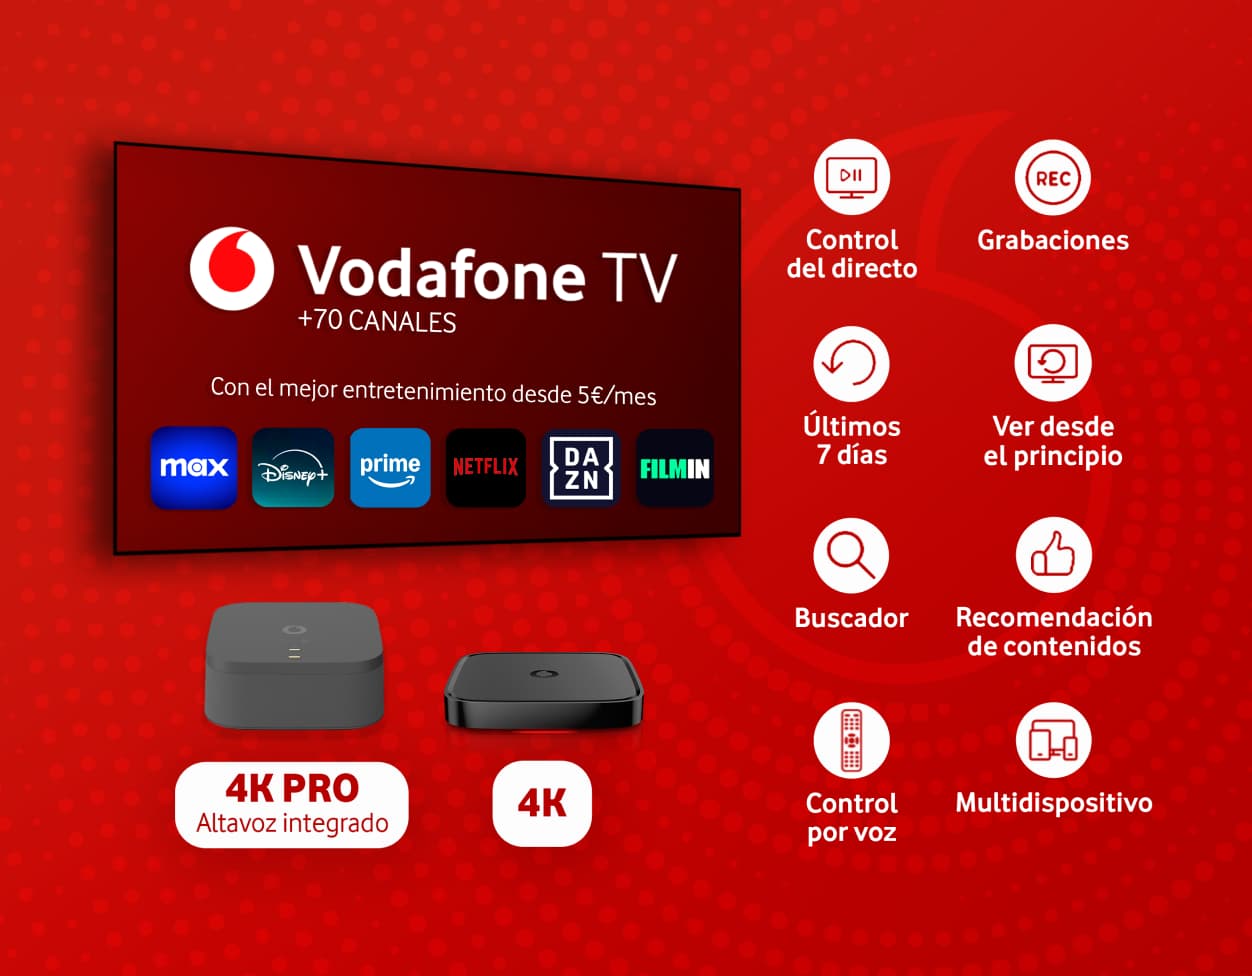 Vodafone TV
+70 CANALES
Con el mejor entretenimiento desde 5€/mes
max
Disney+
prime
NETFLIX
DA
ZN
FILMIN
4K PRO
Altavoz integrado
4K
Control
del directo
REC
Grabaciones
Últimos
7 días
Ver desde
el principio
Buscador
Recomendación
de contenidos
Control
por voz
Multidispositivo